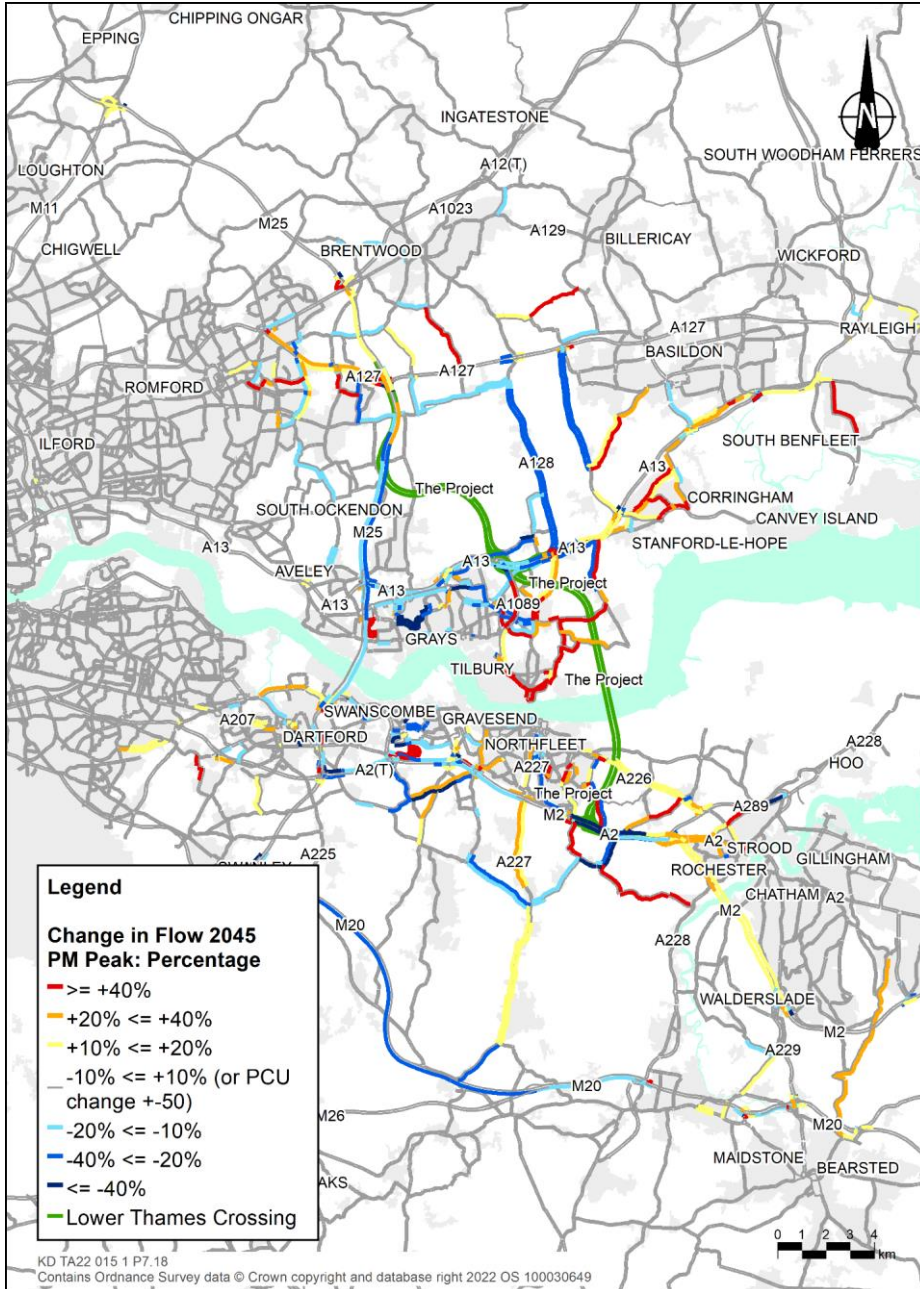 CHIPPING ONGAR
EPPING
INGATESTONE
N
LOUGHTON
A12(T)
SOUTH WOODHAM FERRERS
M11
M25
A1023
CHIGWELL
BRENTWOOD
A129
BILLERICAY
WICKFORD
A127
RAYLEIGH
BASILDON
ROMFORD
A127
A127
ILFORD
SOUTH BENFLEET
A128
A13
The Project
CORRINGHAM
SOUTH OCKENDON
CANVEY ISLAND
M25
STANFORD-LE-HOPE
A13
A13
A13
AVELEY
A13
The Project
A13
A1089
GRAYS
TILBURY
The Project
SWANSCOMBE
GRAVESEND
A207
DARTFORD
NORTHFLEET
A228
HOO
A2(T)
A227
A226
The Project
A289
M2
A2
A2
STROOD
GILLINGHAM
A225
SWANLEY
A227
ROCHESTER
CHATHAM
A2
M2
M20
A228
WALDERSLADE
M2
A229
M20
M26
M20
MAIDSTONE
BEARSTED
AKS
Legend
Change in Flow 2045
PM Peak: Percentage
>= +40%
+20% <= +40%
+10% <= +20%
-10% <= +10% (or PCU
change +-50)
-20% <= -10%
-40% <= -20%
<= -40%
Lower Thames Crossing
0 1 2 3 4
km
KD TA22 015 1 P7.18
Contains Ordnance Survey data © Crown copyright and database right 2022 OS 100030649